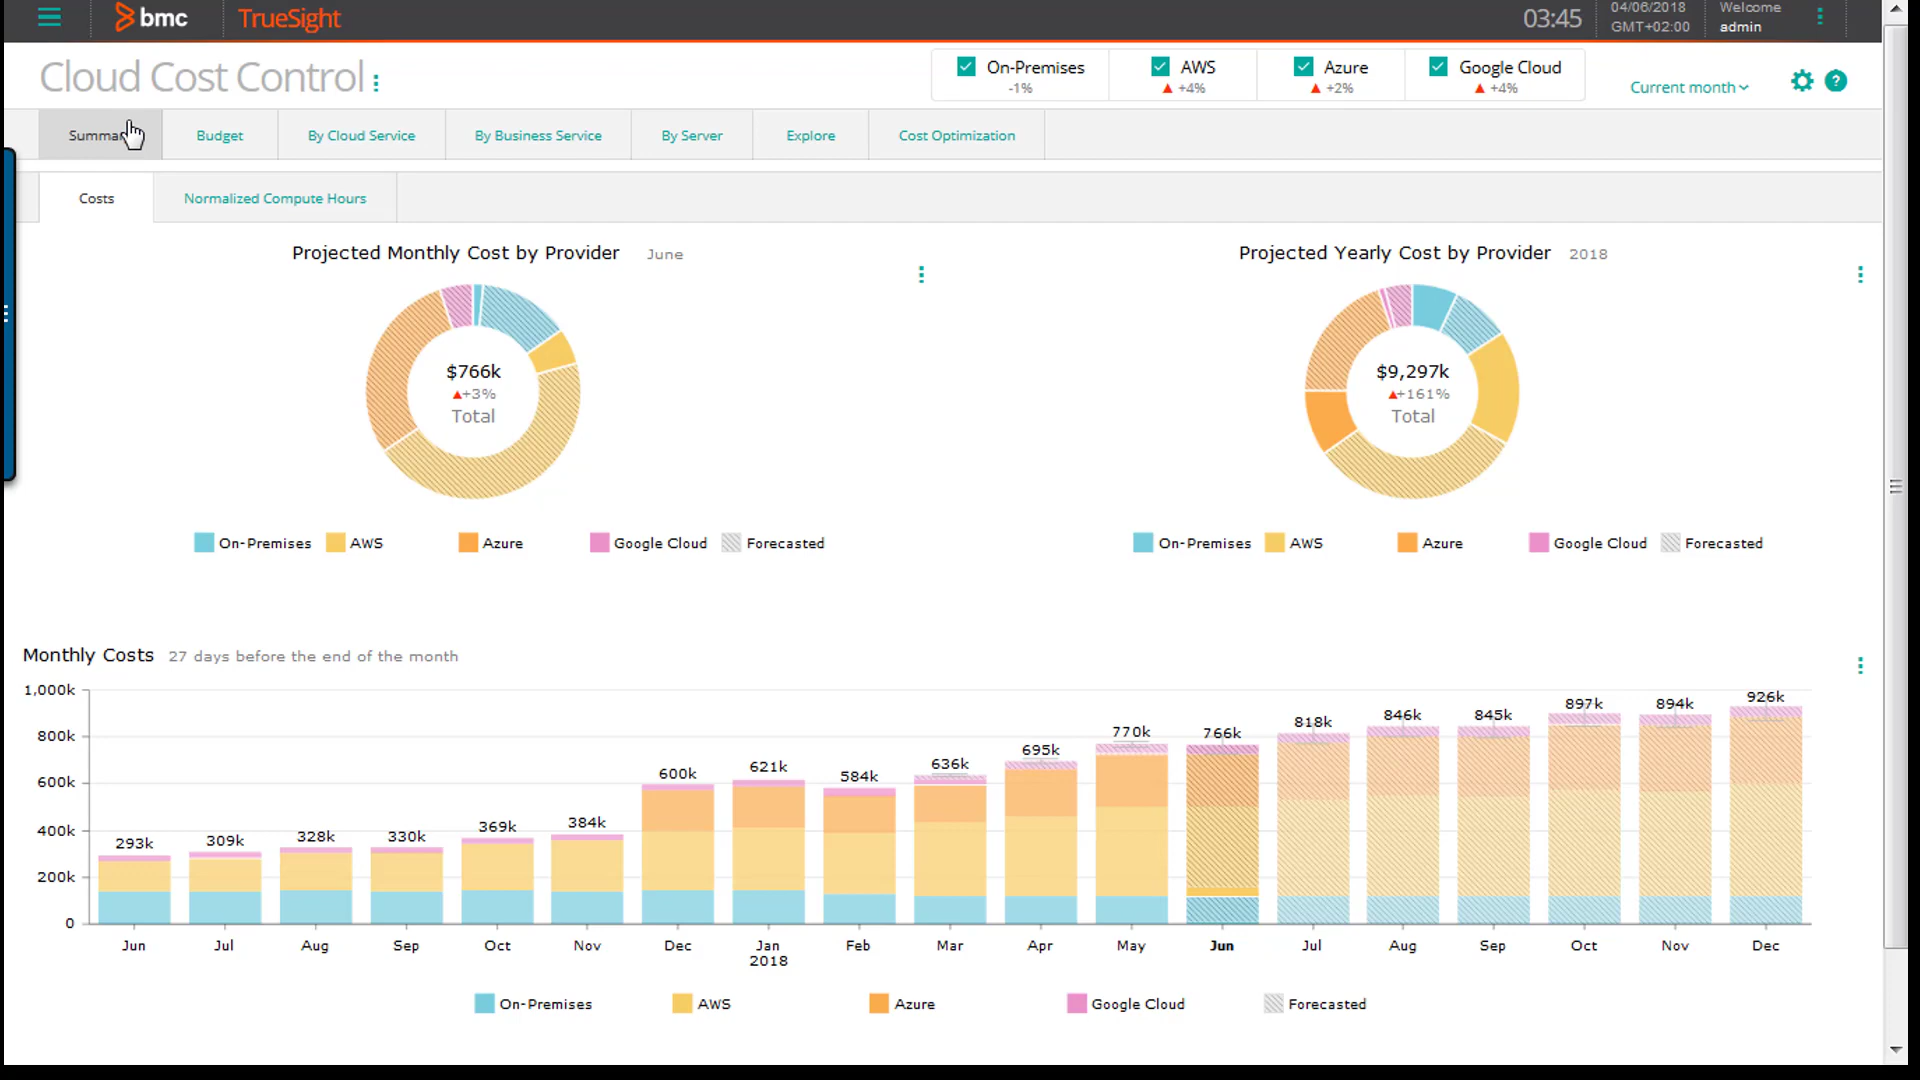 bmc TrueSight 03:45 04/06/2018 Welcome
GMT+02:00 admin
Cloud Cost Control
On-Premises AWS Azure Google Cloud
-1% ▲ +4% ▲ +2% ▲ +4%
Current month
Budget By Cloud Service By Business Service By Server Explore Cost Optimization
Costs Normalized Compute Hours
Projected Monthly Cost by Provider June
$766k
▲+3%
Total
On-Premises AWS Azure Google Cloud Forecasted
Projected Yearly Cost by Provider 2018
$9,297k
▲+161%
Total
On-Premises AWS Azure Google Cloud Forecasted
Monthly Costs 27 days before the end of the month
1,000k
800k
600k
400k
200k
0
293k 309k 328k 330k 369k 384k 600k 621k 584k 636k 695k 770k 766k 818k 846k 845k 897k 894k 926k
Jun Jul Aug Sep Oct Nov Dec Jan Feb Mar Apr May Jun Jul Aug Sep Oct Nov Dec
2018
On-Premises AWS Azure Google Cloud Forecasted